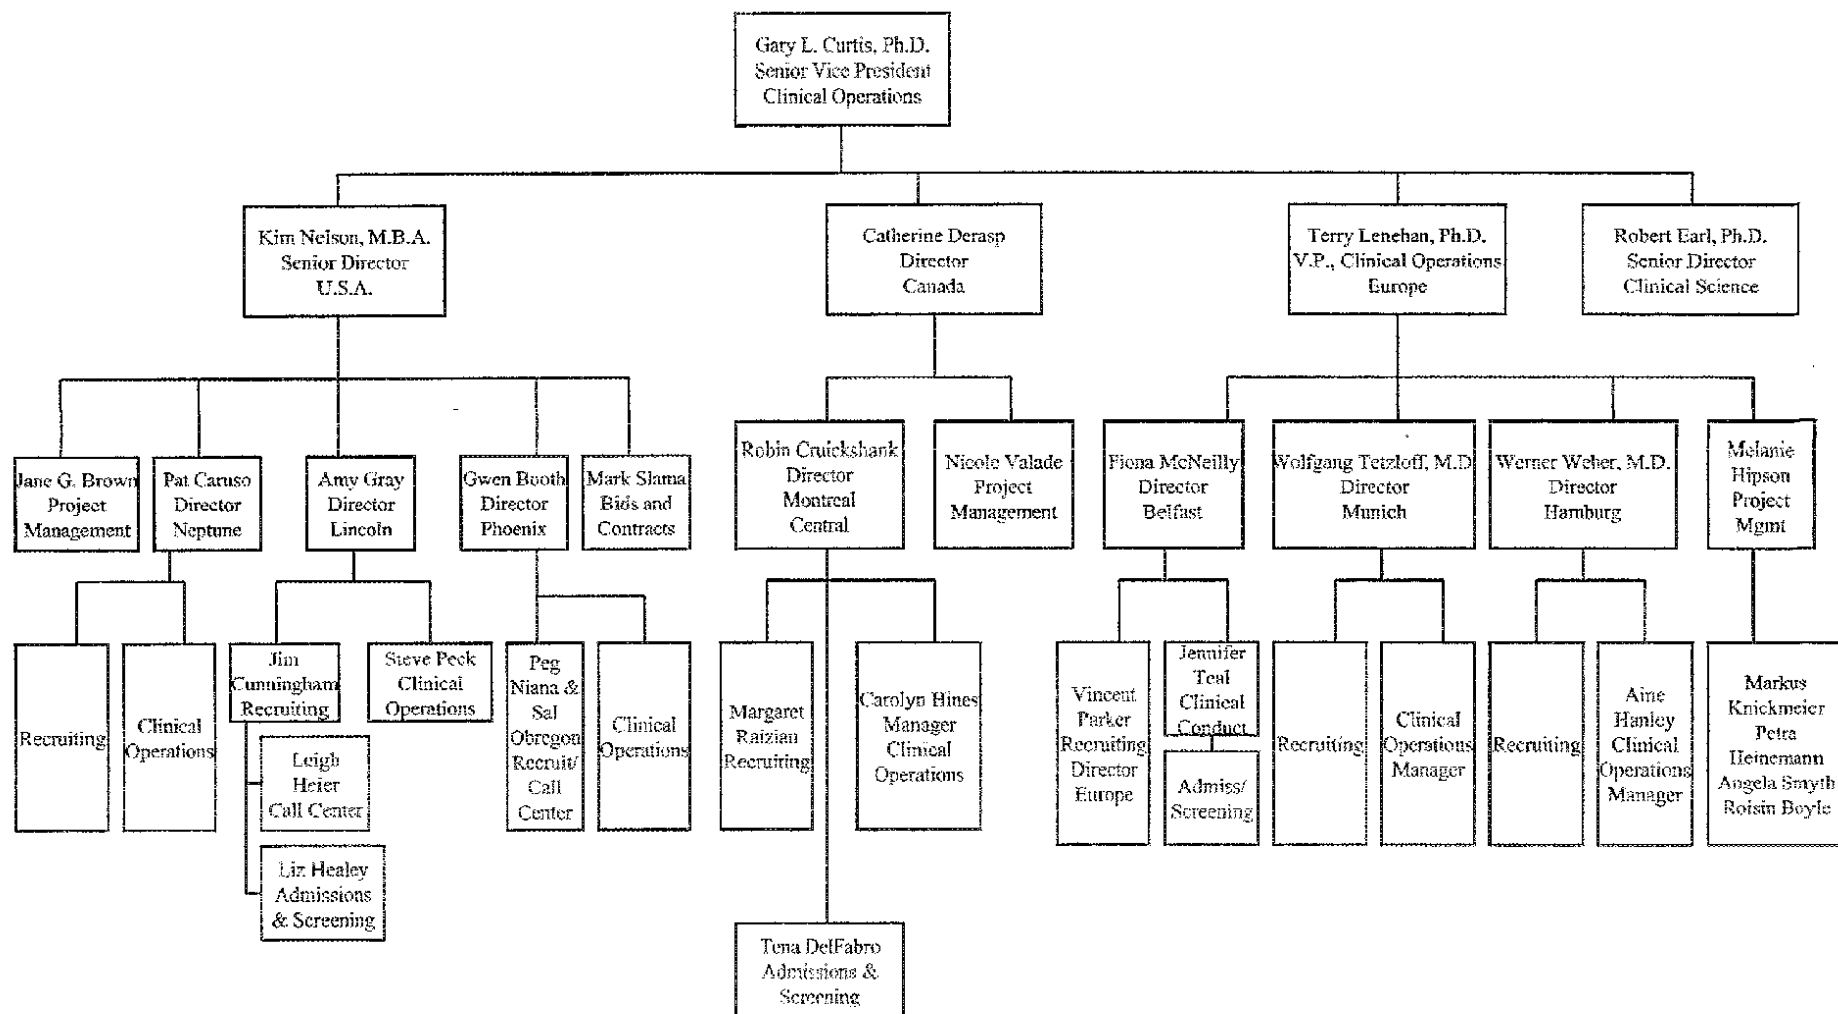 Gary L. Curtis, Ph.D.
Senior Vice President
Clinical Operations
Kim Nelson, M.B.A.
Senior Director
U.S.A.
Catherine Derasp
Director
Canada
Terry Lenehan, Ph.D.
V.P., Clinical Operations
Europe
Robert Earl, Ph.D.
Senior Director
Clinical Science
Jane G. Brown
Project
Management
Pat Caruso
Director
Neptune
Amy Gray
Director
Lincoln
Gwen Booth
Director
Phoenix
Mark Slama
Bids and
Contracts
Robin Cruickshank
Director
Montreal
Central
Nicole Valade
Project
Management
Fiona McNeilly
Director
Belfast
Wolfgang Tetzloff, M.D
Director
Munich
Werner Weher, M.D.
Director
Hamburg
Melanie
Hipson
Project
Mgmt
Recruiting
Clinical
Operations
Jim
Cunningham
Recruiting
Leigh
Heier
Call Center
Liz Healey
Admissions
& Screening
Steve Peck
Clinical
Operations
Peg
Niana &
Sal
Obregon
Recruit/
Call
Center
Clinical
Operations
Margaret
Raizian
Recruiting
Carolyn Hines
Manager
Clinical
Operations
Tena DelFabro
Admissions &
Screening
Vincent
Parker
Recruiting
Director
Europe
Jennifer
Teal
Clinical
Conduct
Admiss/
Screening
Recruiting
Clinical
Operations
Manager
Recruiting
Aine
Hanley
Clinical
Operations
Manager
Markus
Knickmeier
Petra
Heinemann
Angela Smyth
Roisin Boyle